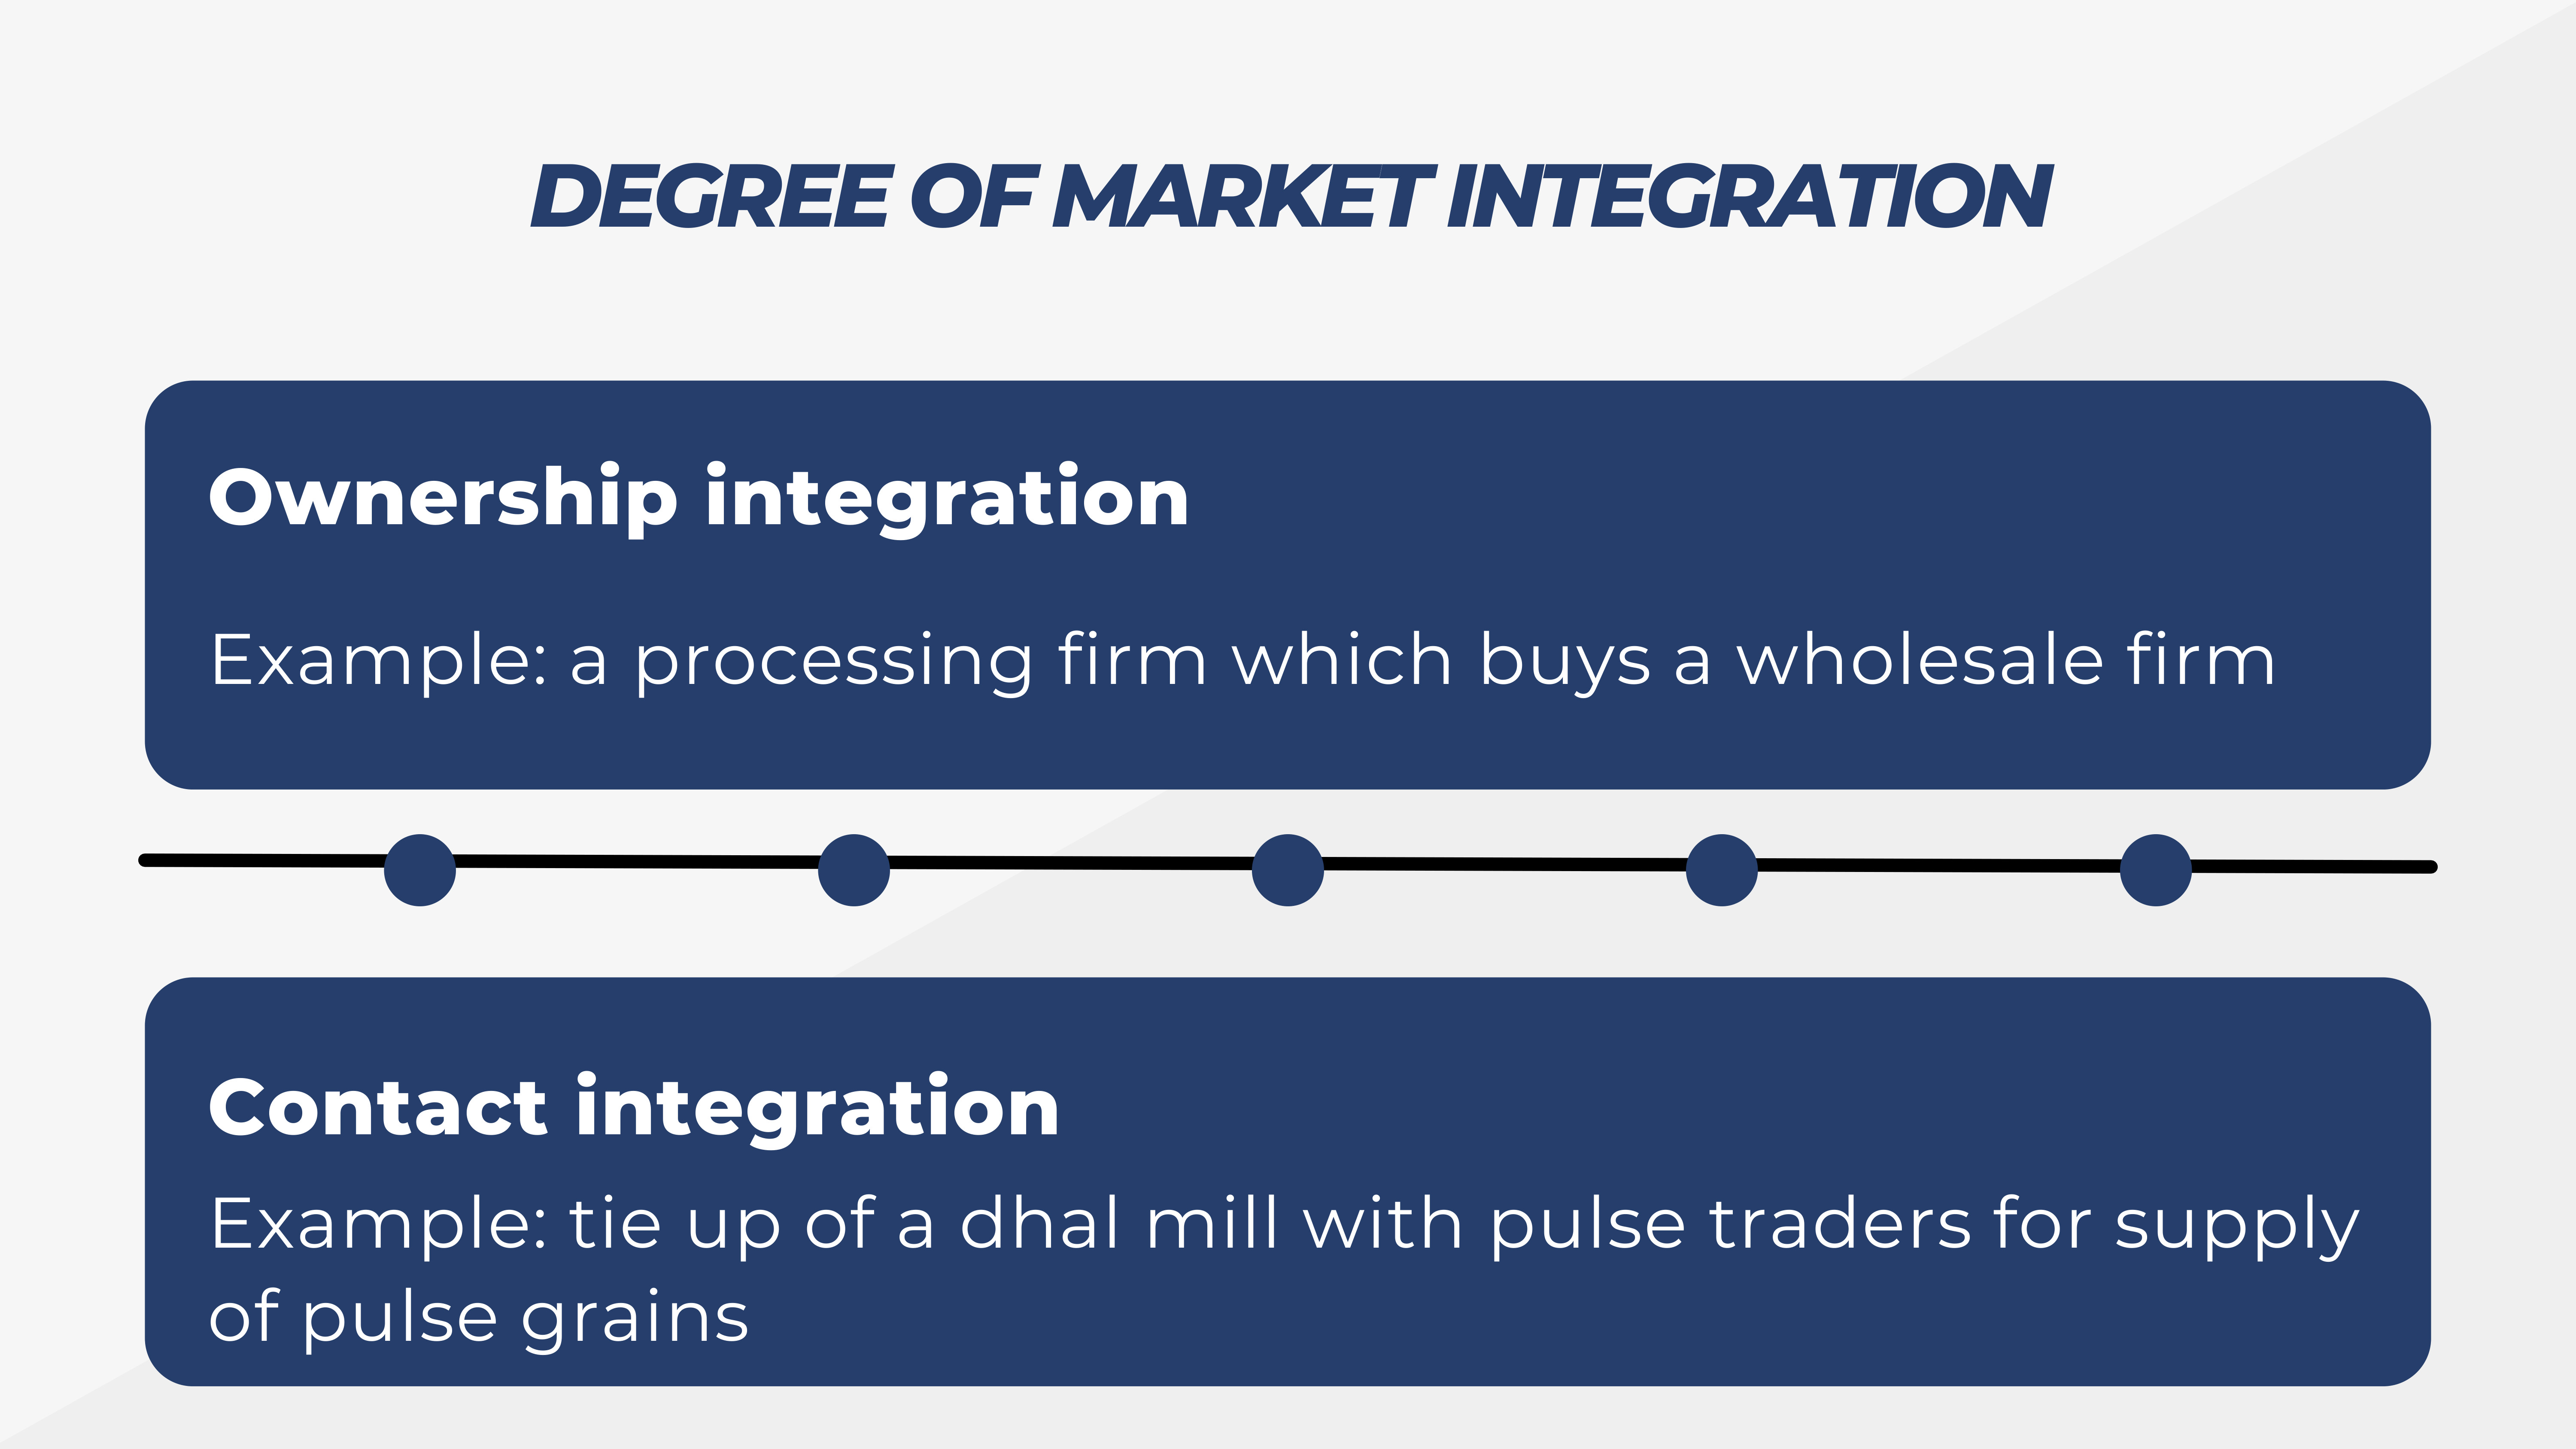 DEGREE OF MARKET INTEGRATION
Ownership integration
Example: a processing firm which buys a wholesale firm
Contact integration
Example: tie up of a dhal mill with pulse traders for supply
of pulse grains